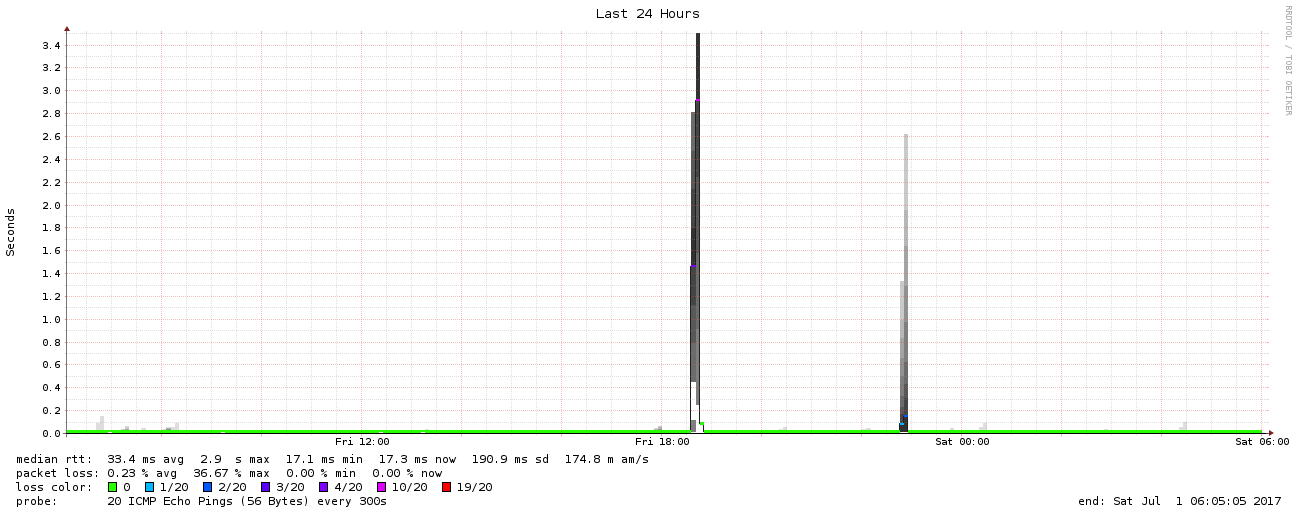 Last 24 Hours
RRDTOOL / TOBI OETIKER
Seconds
3.4
3.2
3.0
2.8
2.6
2.4
2.2
2.0
1.8
1.6
1.4
1.2
1.0
0.8
0.6
0.4
0.2
0.0
Fri 12:00 Fri 18:00 Sat 00:00 Sat 06:00
median rtt: 33.4 ms avg 2.9 s max 17.1 ms min 17.3 ms now 190.9 ms sd 174.8 m am/s
packet loss: 0.23 % avg 36.67 % max 0.00 % min 0.00 % now
loss color: 0 1/20 2/20 3/20 4/20 10/20 19/20
probe: 20 ICMP Echo Pings (56 Bytes) every 300s end: Sat Jul 1 06:05:05 2017